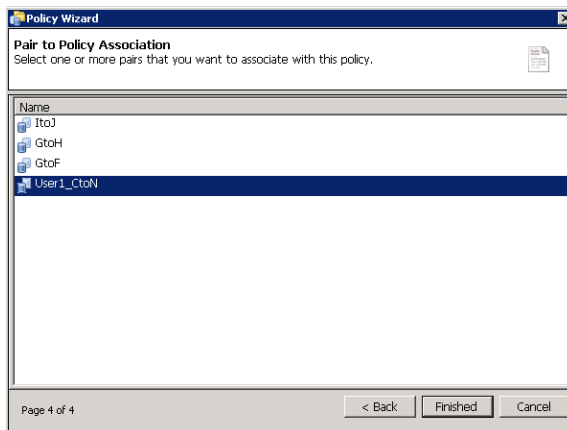 Policy Wizard
Pair to Policy Association
Select one or more pairs that you want to associate with this policy.
Name
ItoJ
GtoH
GtoF
User1_CtoN
Page 4 of 4
< Back
Finished
Cancel